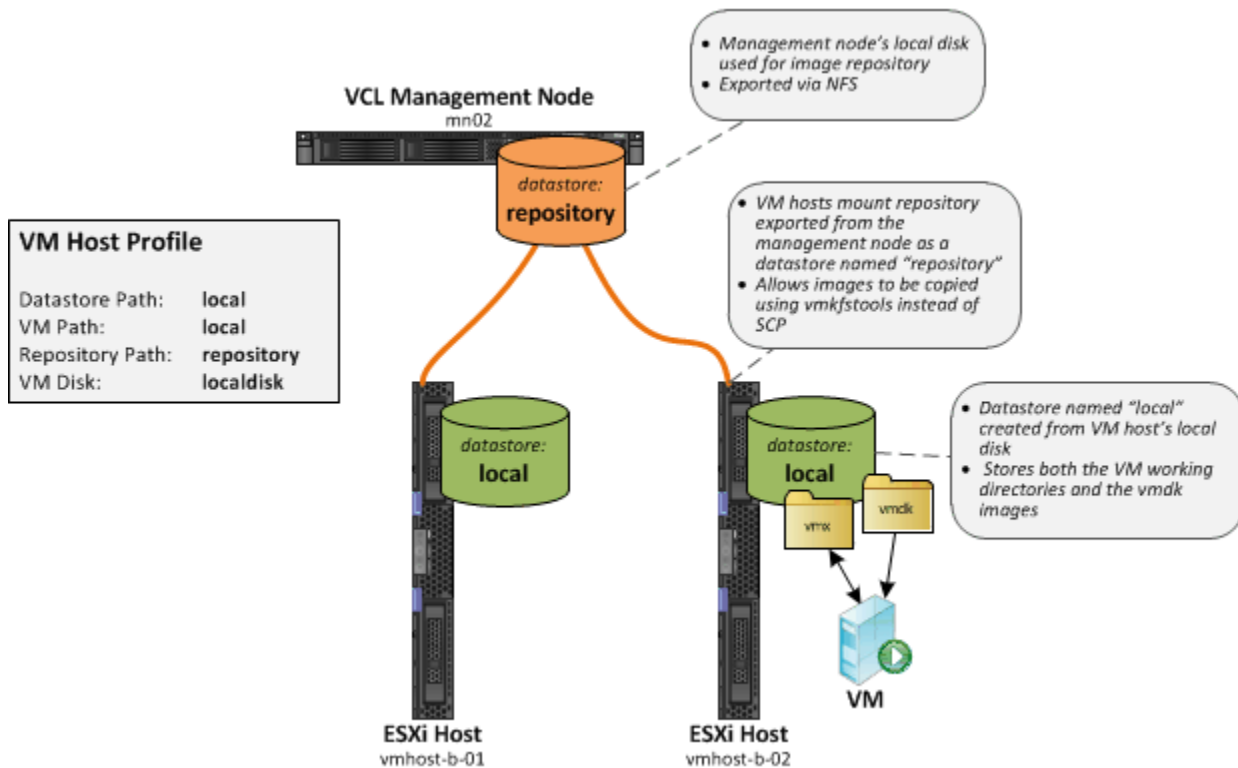 • Management node's local disk
used for image repository
• Exported via NFS
VCL Management Node
mn02
datastore:
repository
• VM hosts mount repository
exported from the
management node as a
datastore named "repository"
• Allows images to be copied
using vmkfstools instead of
SCP
VM Host Profile
Datastore Path: local
VM Path: local
Repository Path: repository
VM Disk: localdisk
datastore:
local
datastore:
local
• Datastore named "local"
created from VM host's local
disk
• Stores both the VM working
directories and the vmdk
images
vmx
vmdk
VM
ESXi Host
vmhost-b-01
ESXi Host
vmhost-b-02